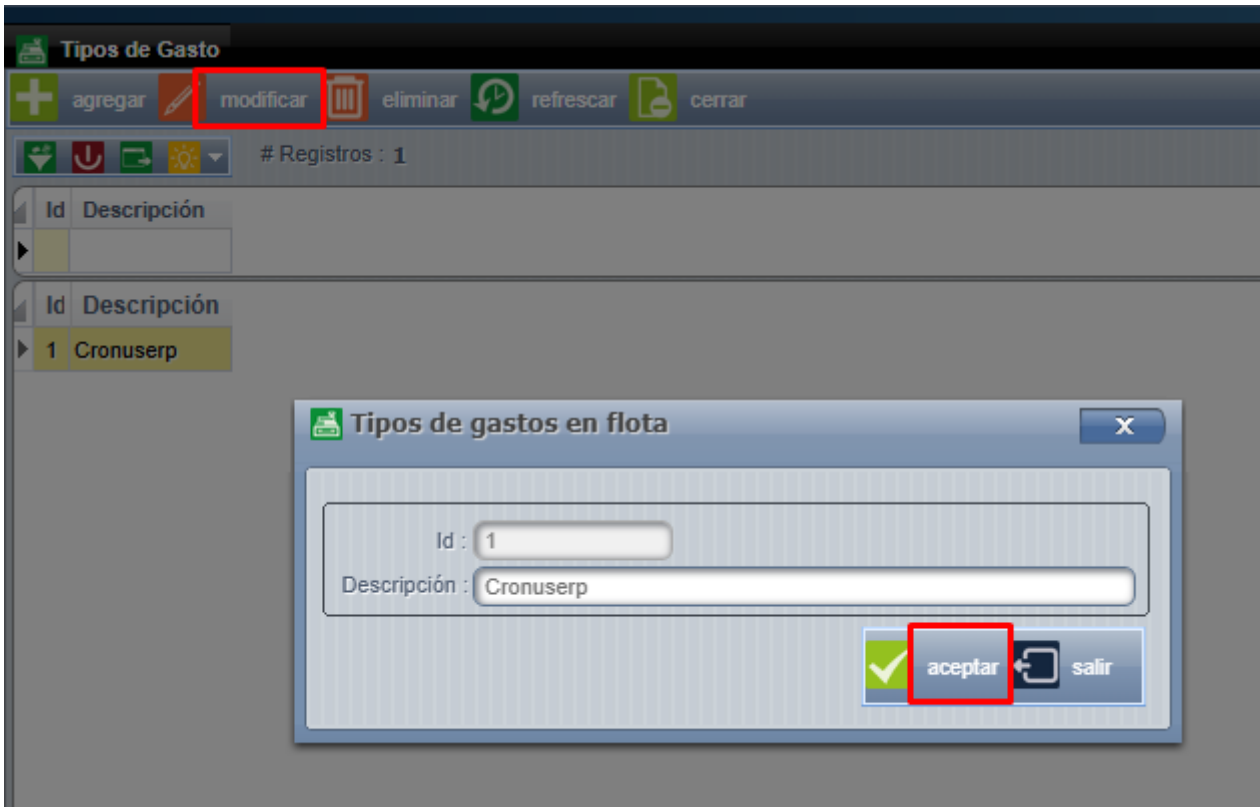 Tipos de Gasto
agregar modificar eliminar refrescar cerrar
# Registros : 1
Id Descripción
Id Descripción
1 Cronuserp
Tipos de gastos en flota
x
Id : 1
Descripción : Cronuserp
aceptar salir